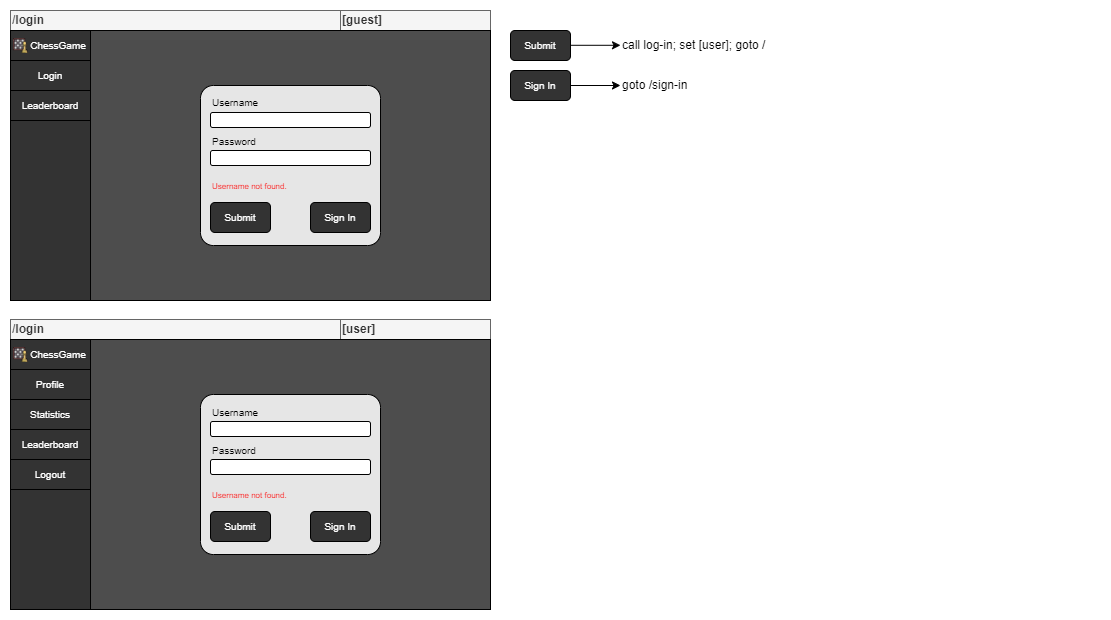 /login
[guest]
ChessGame
Login
Leaderboard
Username
Password
Username not found.
Submit
Sign In
Submit
call log-in; set [user]; goto /
Sign In
goto /sign-in
/login
[user]
ChessGame
Profile
Statistics
Leaderboard
Logout
Username
Password
Username not found.
Submit
Sign In